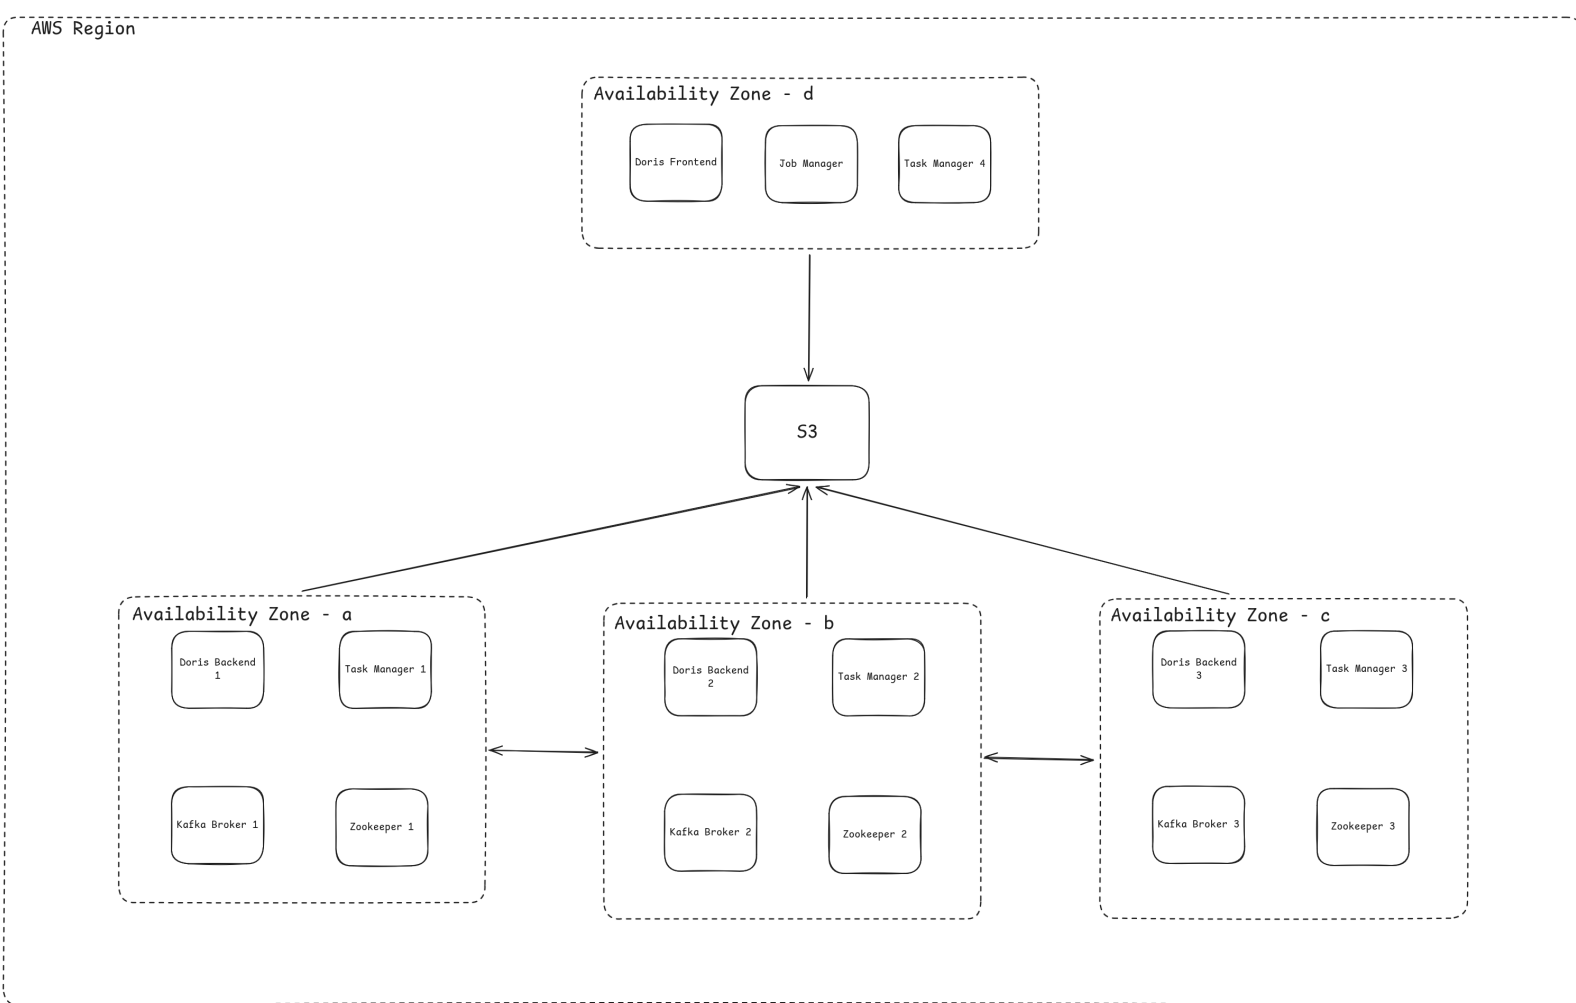 AWS Region
Availability Zone - d
Doris Frontend
Job Manager
Task Manager 4
S3
Availability Zone - a
Doris Backend
1
Task Manager 1
Kafka Broker 1
Zookeeper 1
Availability Zone - b
Doris Backend
2
Task Manager 2
Kafka Broker 2
Zookeeper 2
Availability Zone - c
Doris Backend
3
Task Manager 3
Kafka Broker 3
Zookeeper 3